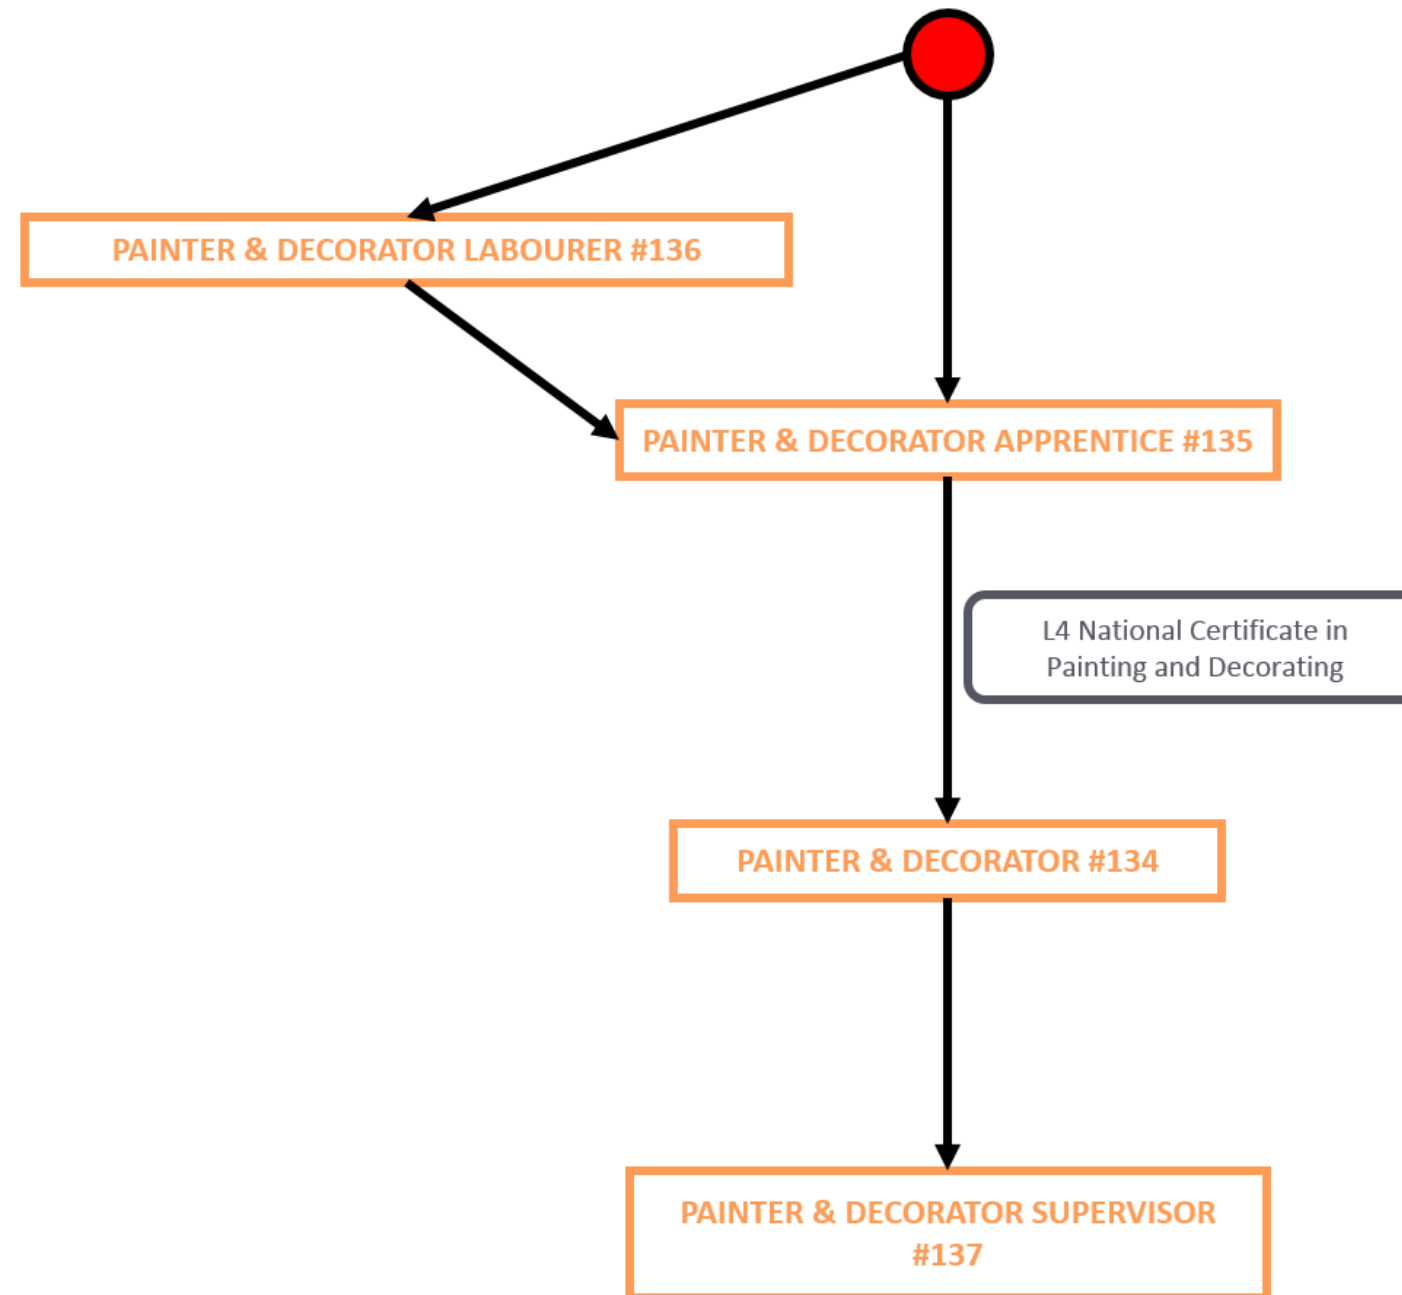 PAINTER & DECORATOR LABOURER #136
PAINTER & DECORATOR APPRENTICE #135
L4 National Certificate in
Painting and Decorating
PAINTER & DECORATOR #134
PAINTER & DECORATOR SUPERVISOR
#137